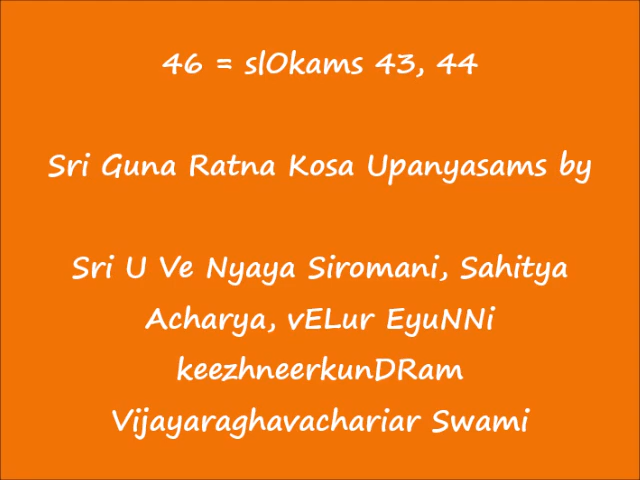 46 = slOkams 43, 44
Sri Guna Ratna Kosa Upanyasams by
Sri U Ve Nyaya Siromani, Sahitya
Acharya, vELur EyuNNi
keezhneerkunDRam
Vijayaraghavachariar Swami